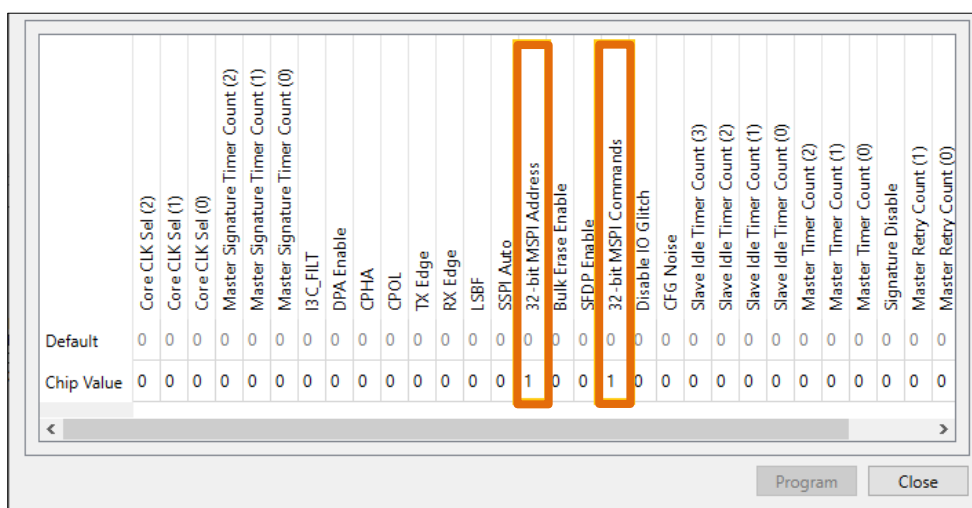 Core CLK Sel (2)
Core CLK Sel (1)
Core CLK Sel (0)
Master Signature Timer Count (2)
Master Signature Timer Count (1)
Master Signature Timer Count (0)
I3C_FILT
DPA Enable
CPHA
CPOL
TX Edge
RX Edge
LSBF
SSPI Auto
32-bit MSPI Address
Bulk Erase Enable
SFDP Enable
32-bit MSPI Commands
Disable IO Glitch
CFG Noise
Slave Idle Timer Count (3)
Slave Idle Timer Count (2)
Slave Idle Timer Count (1)
Slave Idle Timer Count (0)
Master Timer Count (2)
Master Timer Count (1)
Master Timer Count (0)
Signature Disable
Master Retry Count (1)
Master Retry Count (0)
Default 0 0 0 0 0 0 0 0 0 0 0 0 0 0 0 0 0 0 0 0 0 0 0 0 0 0 0 0 0 0
Chip Value 0 0 0 0 0 0 0 0 0 0 0 0 0 0 1 0 0 1 0 0 0 0 0 0 0 0 0 0 0 0
Program Close